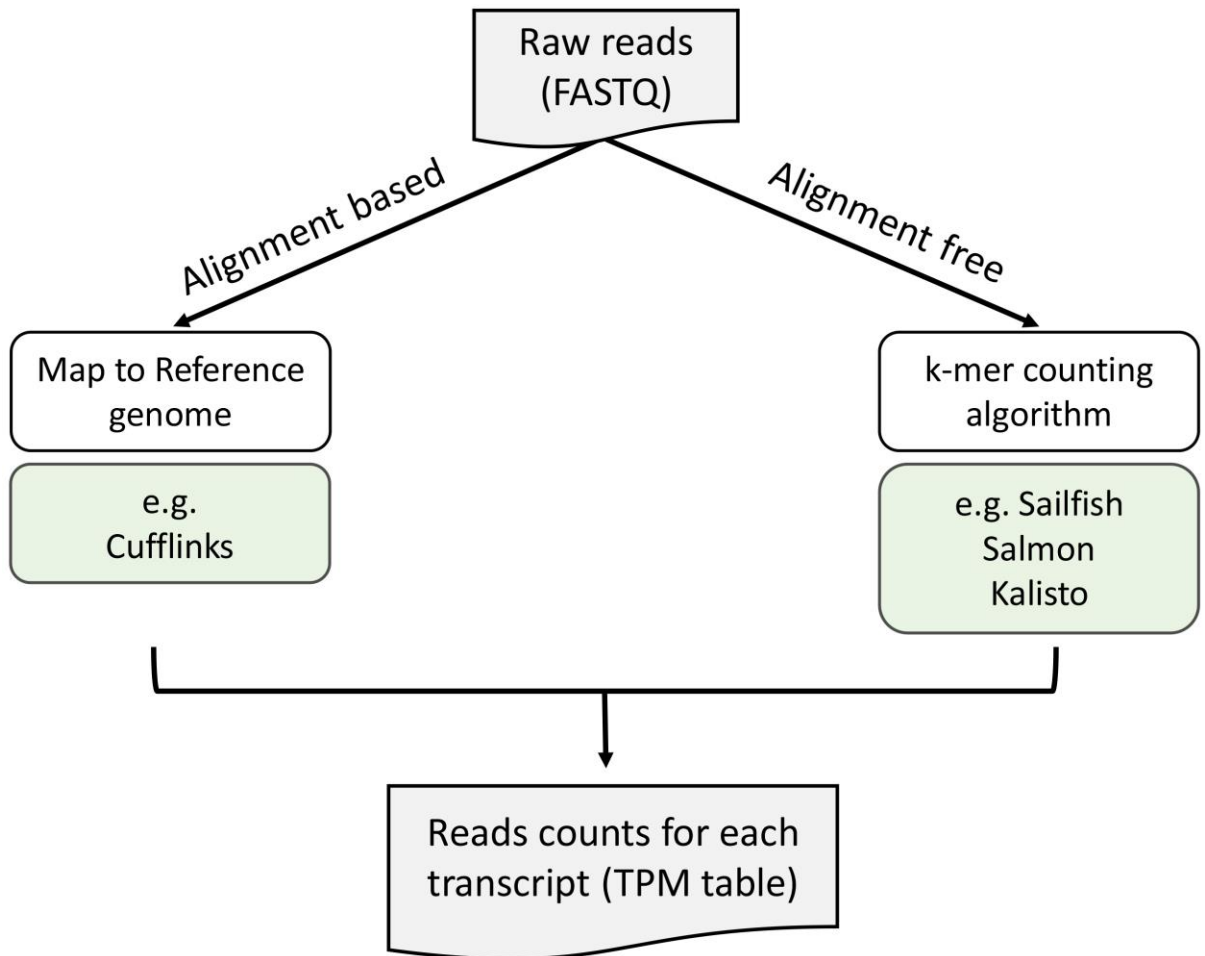 Raw reads
(FASTQ)
Alignment based
Alignment free
Map to Reference
genome
k-mer counting
algorithm
e.g.
Cufflinks
e.g. Sailfish
Salmon
Kalisto
Reads counts for each
transcript (TPM table)